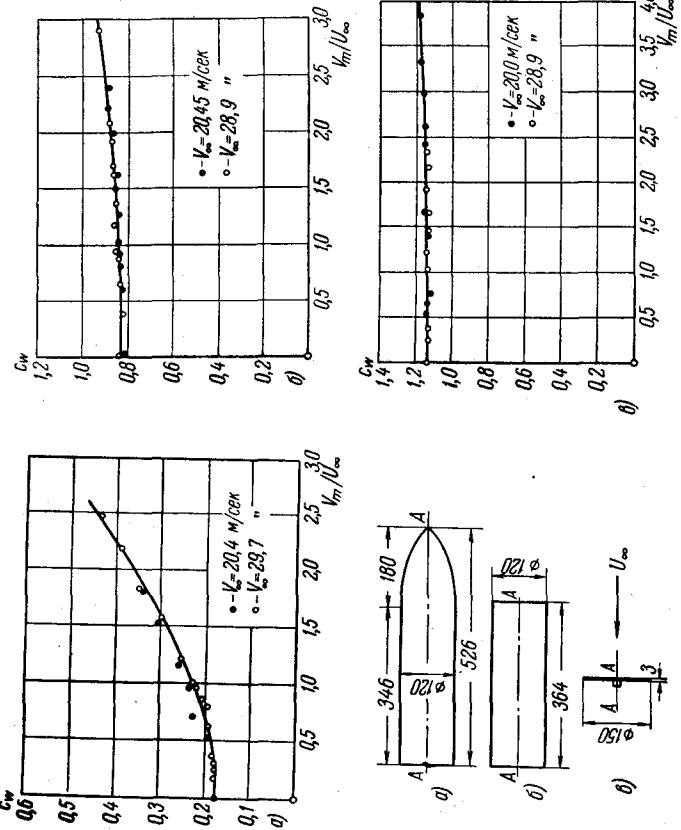 c_w
0,6
0,5
0,4
0,3
0,2
0,5
1,0
1,5
2,0
2,5
3,0
V_m/U_∞
•-V_∞=20,4 м/сек
○-V_∞=29,7 "
а)
c_w
1,2
1,0
0,8
0,6
0,4
0,2
0,5
1,0
1,5
2,0
2,5
3,0
V_m/U_∞
•-V_∞=20,45 м/сек
○-V_∞=28,9 "
б)
346
180
A
A
ø120
526
а)
A
A
ø120
364
б)
ø150
A
A
3
U_∞
в)
c_w
1,4
1,2
1,0
0,8
0,6
0,4
0,2
0,5
1,0
1,5
2,0
2,5
3,0
3,5
4,
V_m/U_∞
•-V_∞=20,0 м/сек
○-V_∞=28,9 "
в)